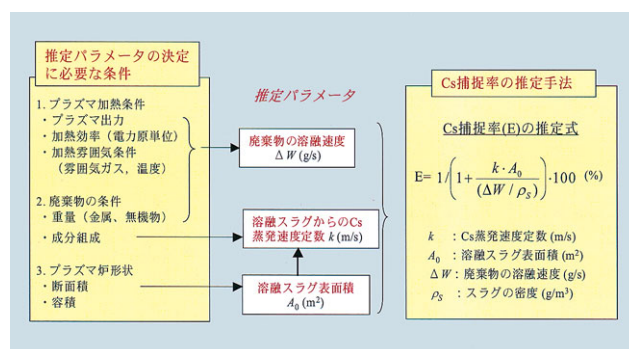 推定パラメータの決定
に必要な条件
1. プラズマ加熱条件
・プラズマ出力
・加熱効率（電力原単位）
・加熱雰囲気条件
（雰囲気ガス，温度）
2. 廃棄物の条件
・重量（金属、無機物）
・成分組成
3. プラズマ炉形状
・断面積
・容積
推定パラメータ
廃棄物の溶融速度
Δ W (g/s)
溶融スラグからのCs
蒸発速度定数 k (m/s)
溶融スラグ表面積
A₀ (m²)
Cs捕捉率の推定手法
Cs捕捉率(E)の推定式
E= 1/(1+ k・A₀/(ΔW/ρS))・100 (%)
k ：Cs蒸発速度定数 (m/s)
A₀ ：溶融スラグ表面積 (m²)
Δ W ：廃棄物の溶融速度 (g/s)
ρS ：スラグの密度 (g/m³)